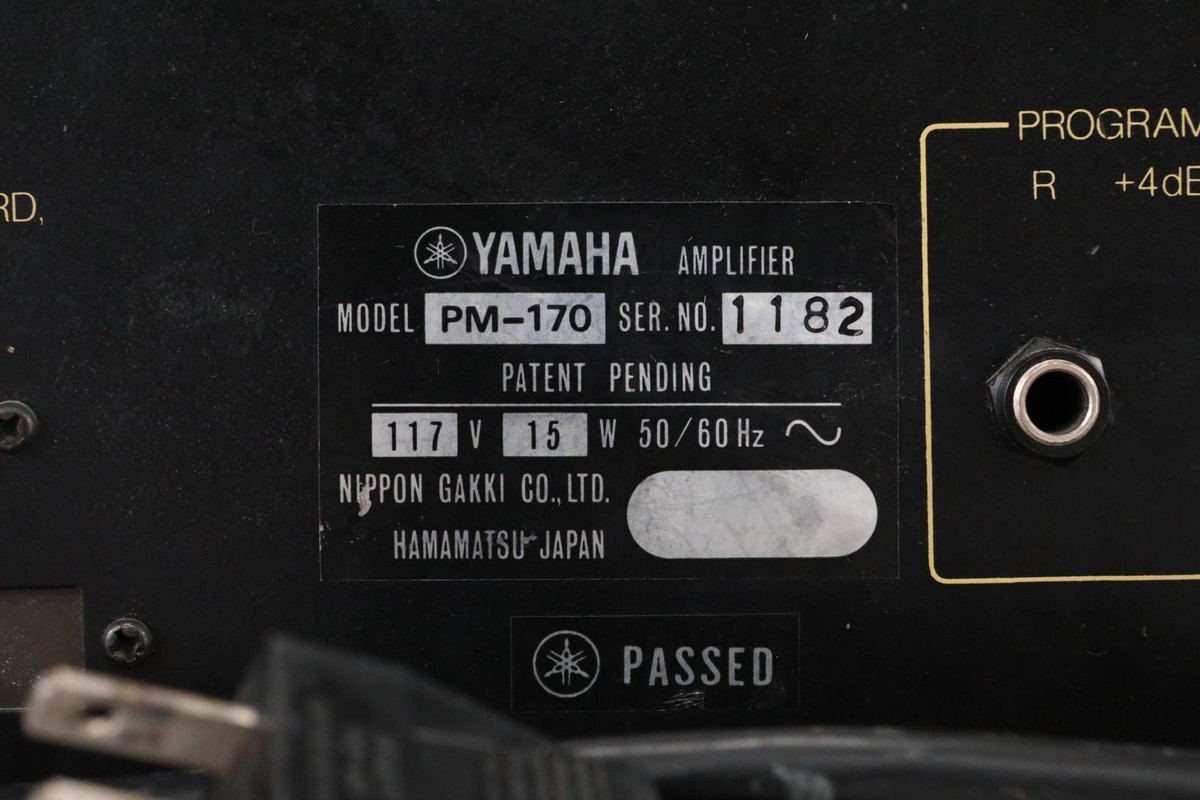 RD,
YAMAHA AMPLIFIER
MODEL PM-170 SER. NO. 1182
PATENT PENDING
117 V 15 W 50/60 Hz ~
NIPPON GAKKI CO., LTD.
HAMAMATSU JAPAN
PASSED
PROGRAM
R +4dB